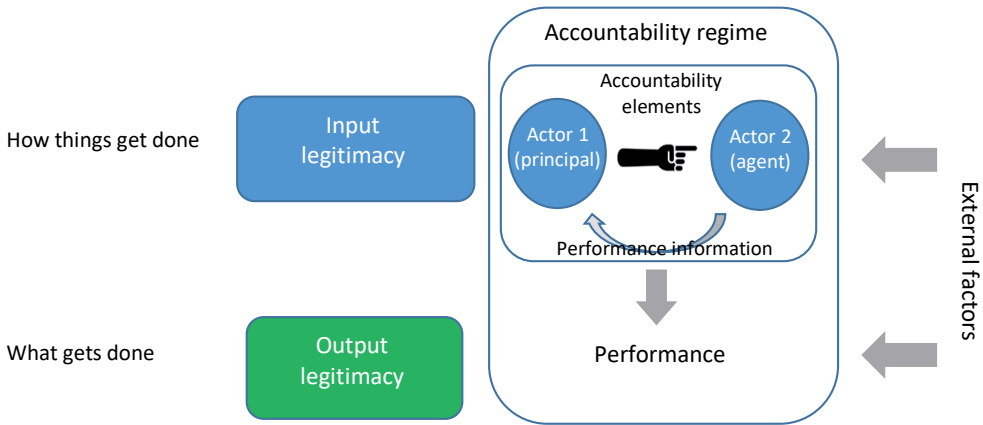 Accountability regime
Accountability
elements
How things get done
Input
legitimacy
Actor 1
(principal)
Actor 2
(agent)
Performance information
External factors
What gets done
Output
legitimacy
Performance